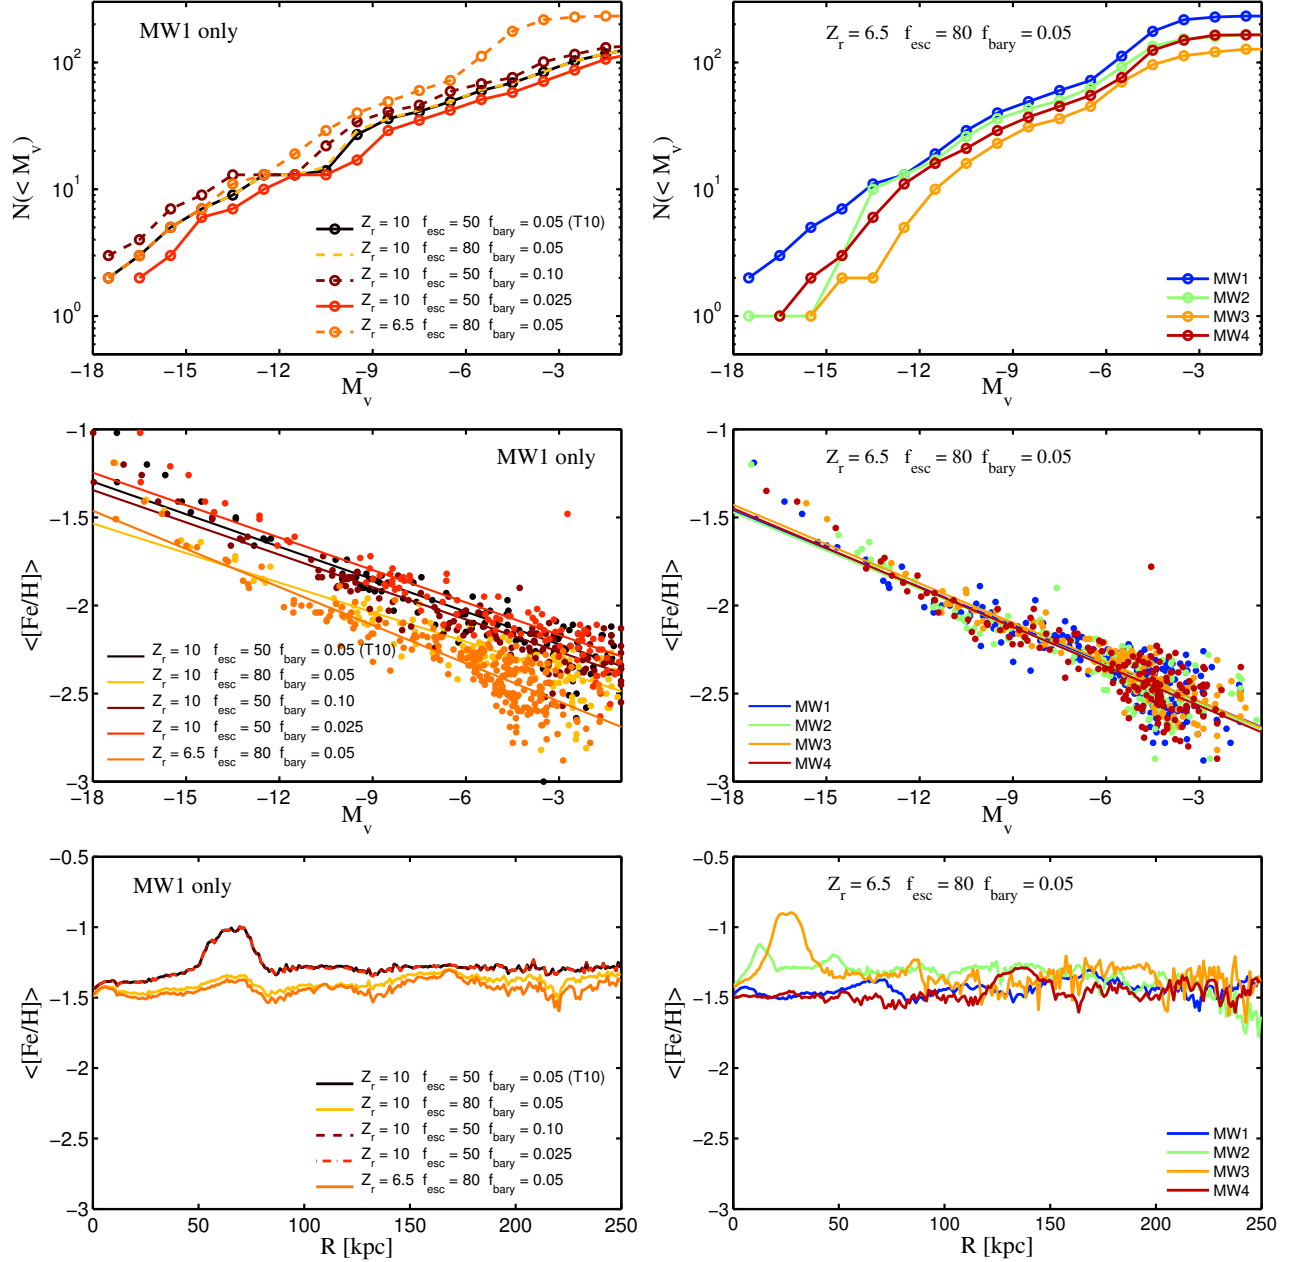 MW1 only
10^2
10^1
10^0
N(< M_v)
Z_r = 10 f_esc = 50 f_bary = 0.05 (T10)
Z_r = 10 f_esc = 80 f_bary = 0.05
Z_r = 10 f_esc = 50 f_bary = 0.10
Z_r = 10 f_esc = 50 f_bary = 0.025
Z_r = 6.5 f_esc = 80 f_bary = 0.05
−18 −15 −12 −9 −6 −3
M_v
Z_r = 6.5 f_esc = 80 f_bary = 0.05
10^2
10^1
10^0
N(< M_v)
MW1
MW2
MW3
MW4
−18 −15 −12 −9 −6 −3
M_v
MW1 only
−1
−1.5
−2
−2.5
−3
<[Fe/H]>
Z_r = 10 f_esc = 50 f_bary = 0.05 (T10)
Z_r = 10 f_esc = 80 f_bary = 0.05
Z_r = 10 f_esc = 50 f_bary = 0.10
Z_r = 10 f_esc = 50 f_bary = 0.025
Z_r = 6.5 f_esc = 80 f_bary = 0.05
−18 −15 −12 −9 −6 −3
M_v
Z_r = 6.5 f_esc = 80 f_bary = 0.05
−1
−1.5
−2
−2.5
−3
<[Fe/H]>
MW1
MW2
MW3
MW4
−18 −15 −12 −9 −6 −3
M_v
MW1 only
−0.5
−1
−1.5
−2
−2.5
−3
<[Fe/H]>
Z_r = 10 f_esc = 50 f_bary = 0.05 (T10)
Z_r = 10 f_esc = 80 f_bary = 0.05
Z_r = 10 f_esc = 50 f_bary = 0.10
Z_r = 10 f_esc = 50 f_bary = 0.025
Z_r = 6.5 f_esc = 80 f_bary = 0.05
0 50 100 150 200 250
R [kpc]
Z_r = 6.5 f_esc = 80 f_bary = 0.05
−0.5
−1
−1.5
−2
−2.5
−3
<[Fe/H]>
MW1
MW2
MW3
MW4
0 50 100 150 200 250
R [kpc]